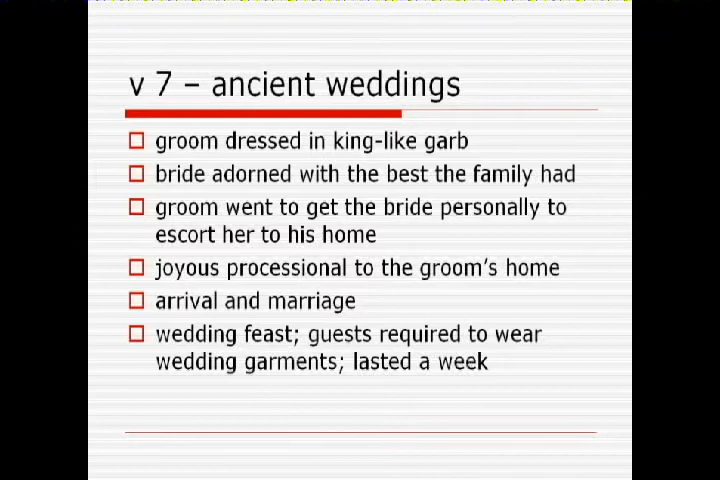 v 7 – ancient weddings
groom dressed in king-like garb
bride adorned with the best the family had
groom went to get the bride personally to
escort her to his home
joyous processional to the groom's home
arrival and marriage
wedding feast; guests required to wear
wedding garments; lasted a week